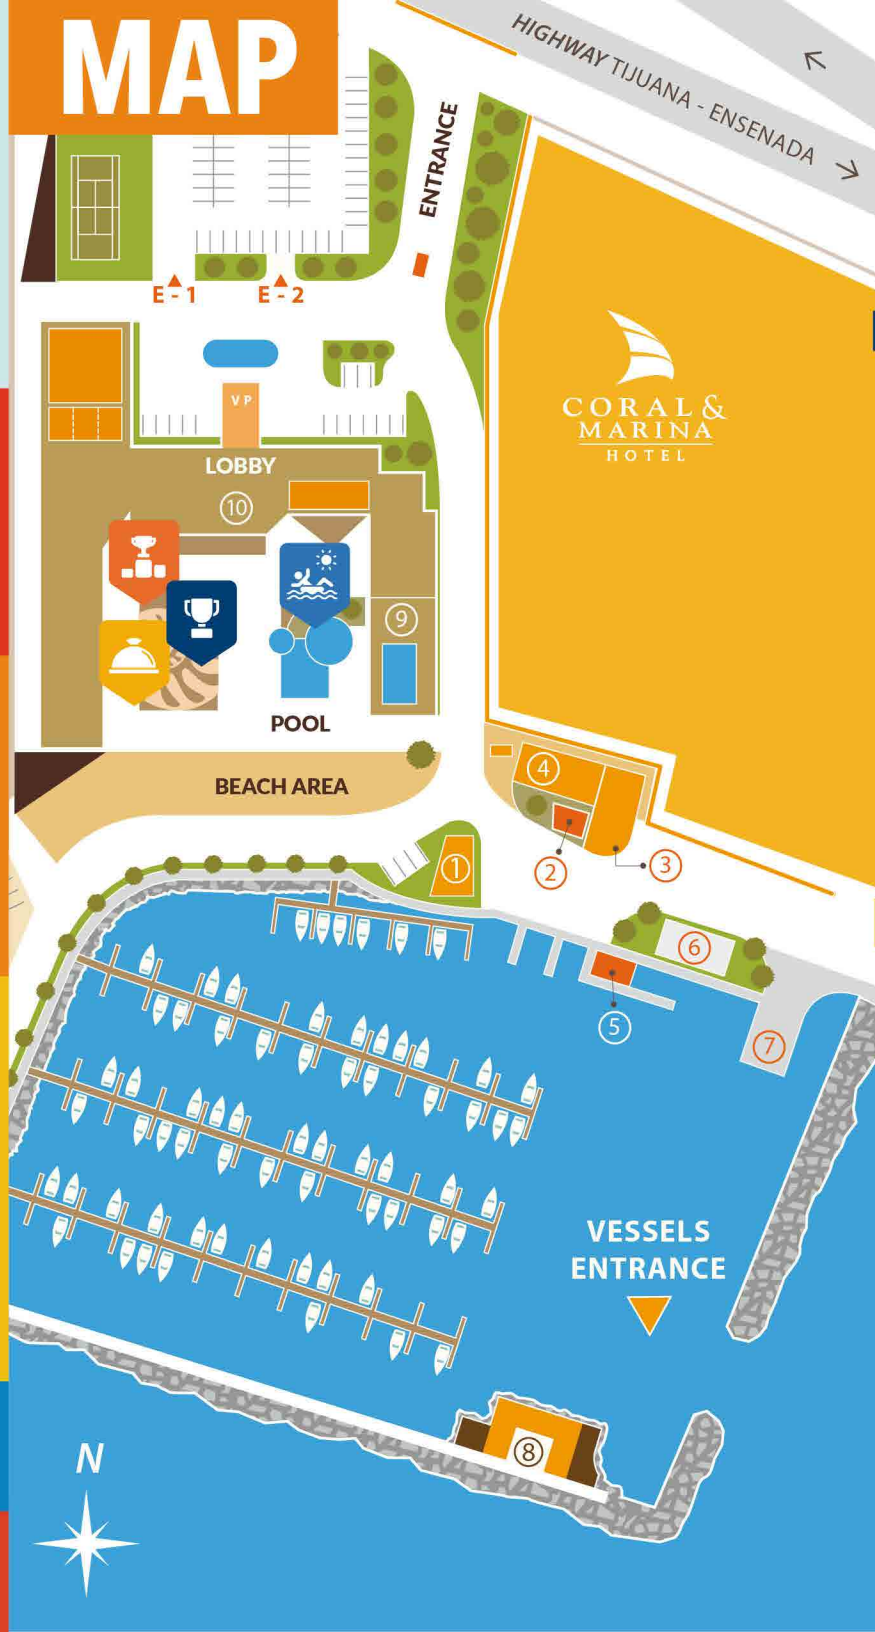 MAP
HIGHWAY TIJUANA - ENSENADA
ENTRANCE
E - 1
E - 2
CORAL &
MARINA
HOTEL
V P
LOBBY
10
9
POOL
BEACH AREA
4
1
2
3
6
5
7
VESSELS
ENTRANCE
8
N